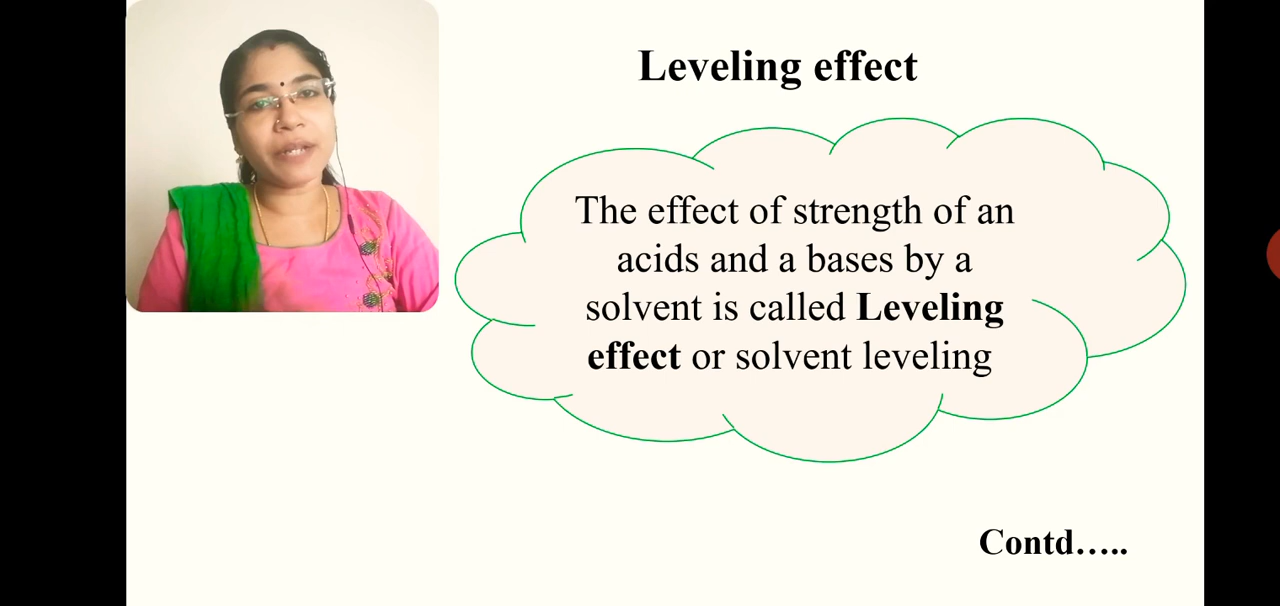 Leveling effect
The effect of strength of an
acids and a bases by a
solvent is called Leveling
effect or solvent leveling
Contd…..